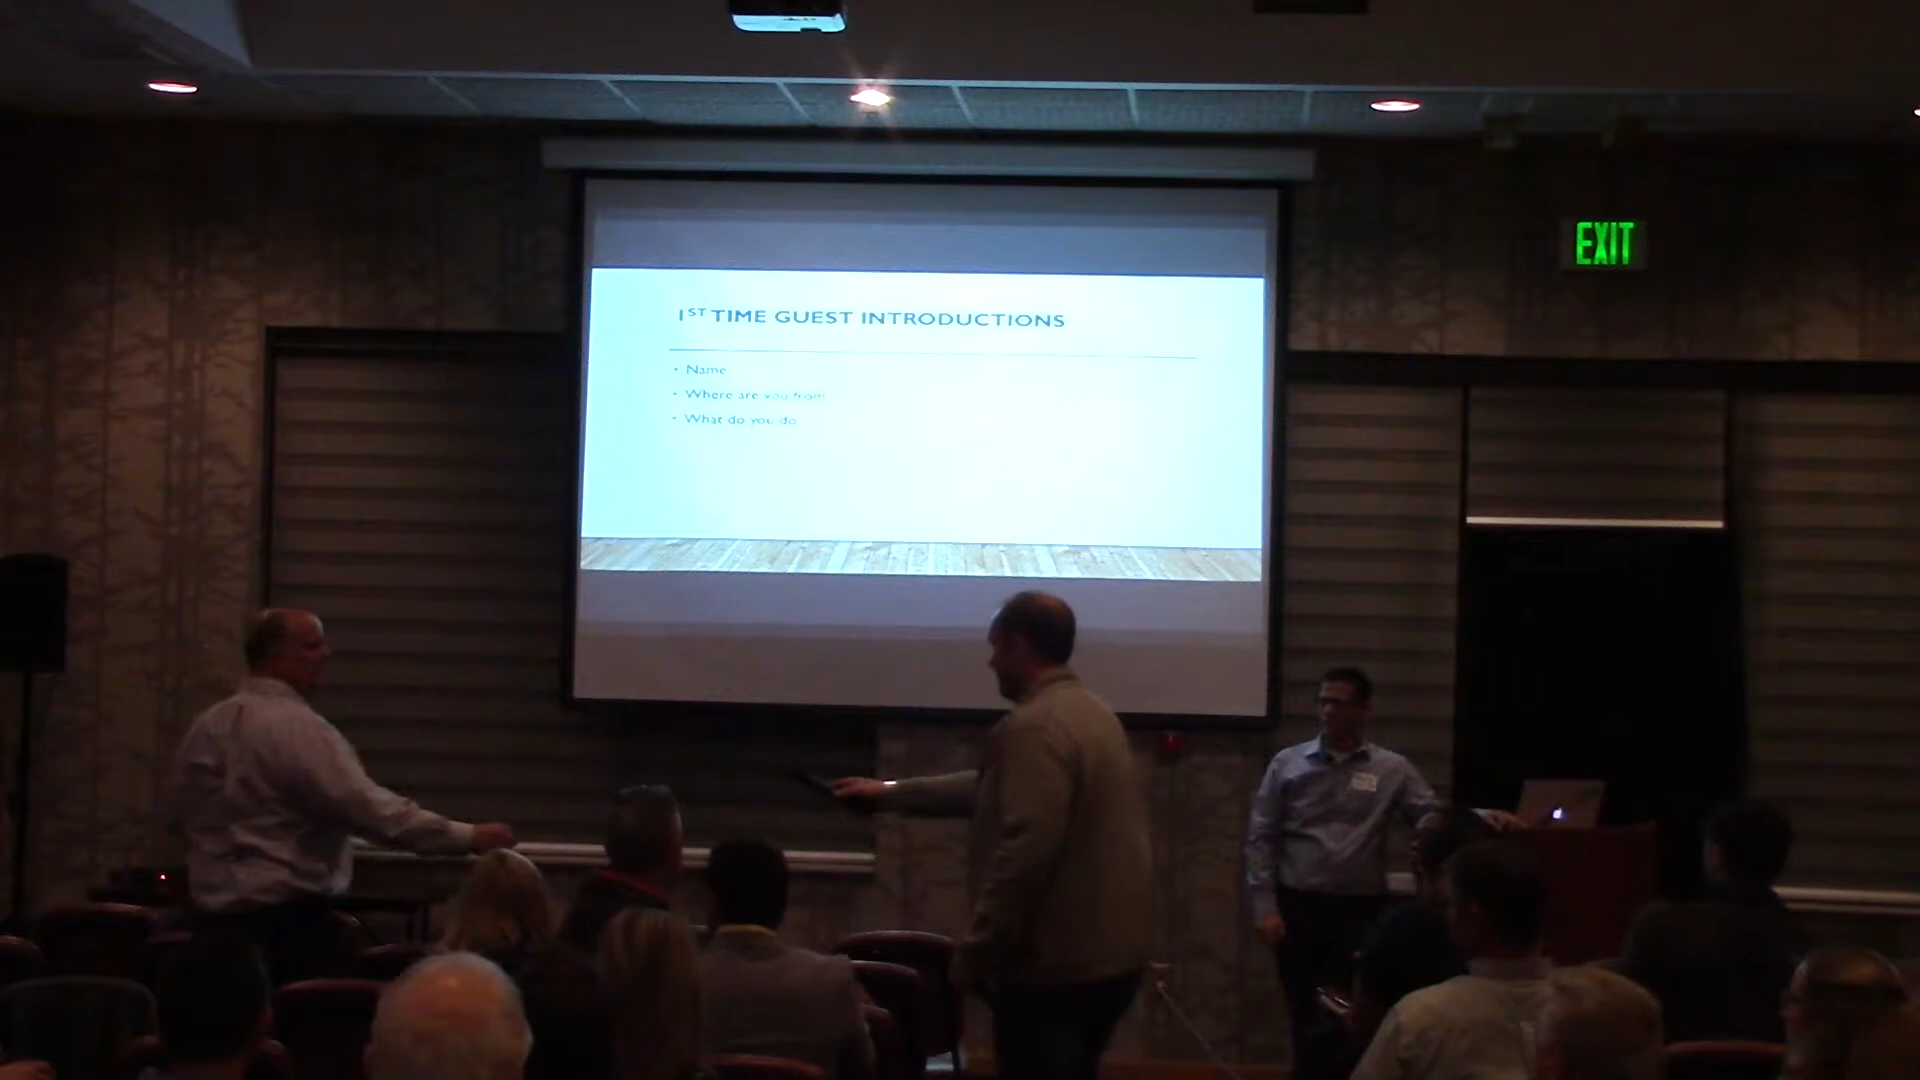 EXIT
1ST TIME GUEST INTRODUCTIONS
• Name
• Where are you from
• What do you do